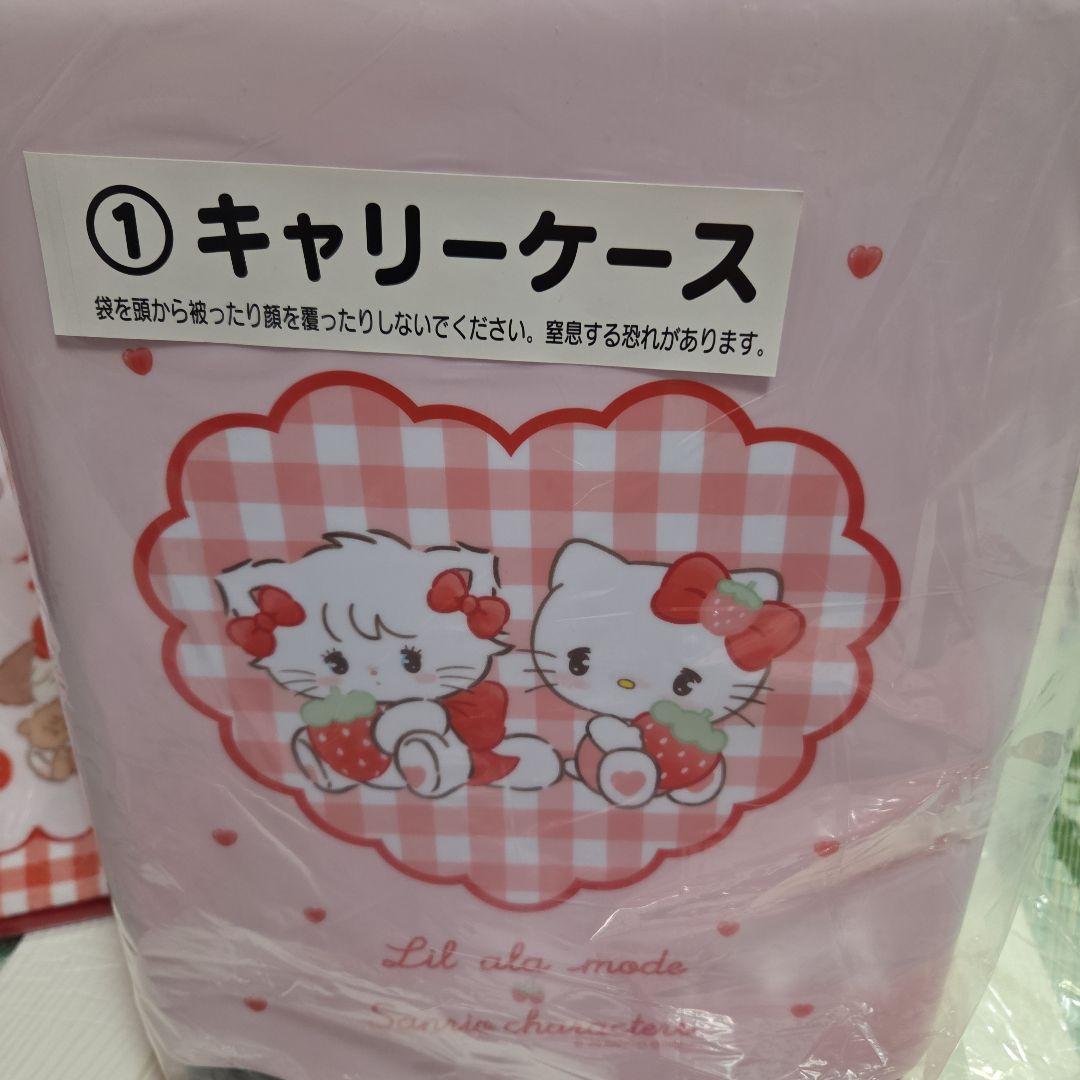 ① キャリーケース
袋を頭から被ったり顔を覆ったりしないでください。窒息する恐れがあります。
Lil ala mode
Sanrio characters